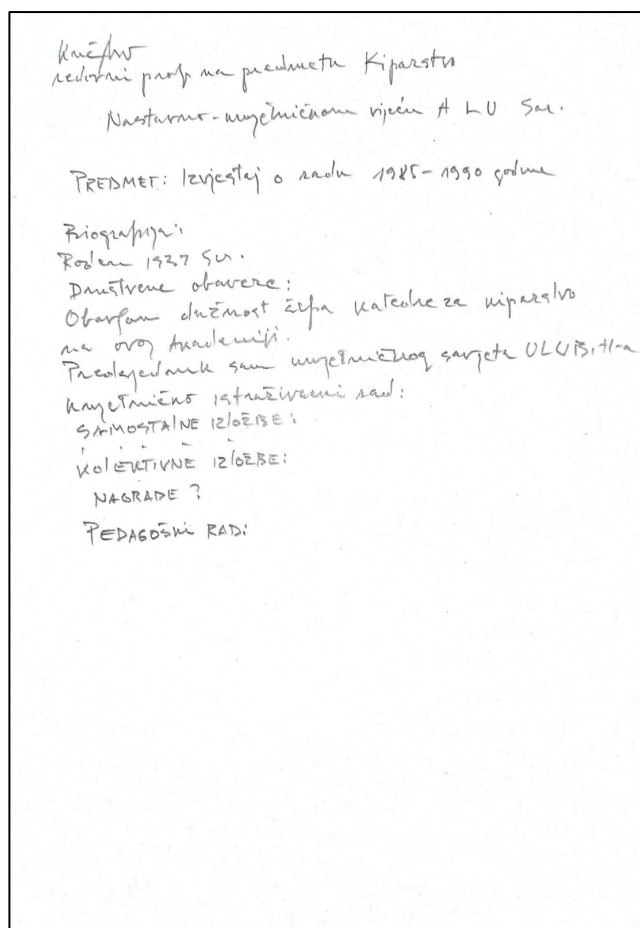 redovni prof. na predmetu Kiparstvo
Nastavno-umjetničkom vijeću ALU Sar.
PREDMET: Izvještaj o radu 1985-1990 godine
Biografija:
Rođen 1937 Sar.
Društvene obaveze:
Obavljam dužnost šefa katedre za kiparstvo
na ovoj Akademiji.
Predsjednik sam umjetničkog savjeta ULUBiH-a
Umjetničko istraživački rad:
SAMOSTALNE IZLOŽBE:
KOLEKTIVNE IZLOŽBE:
NAGRADE ?
PEDAGOŠKI RAD: